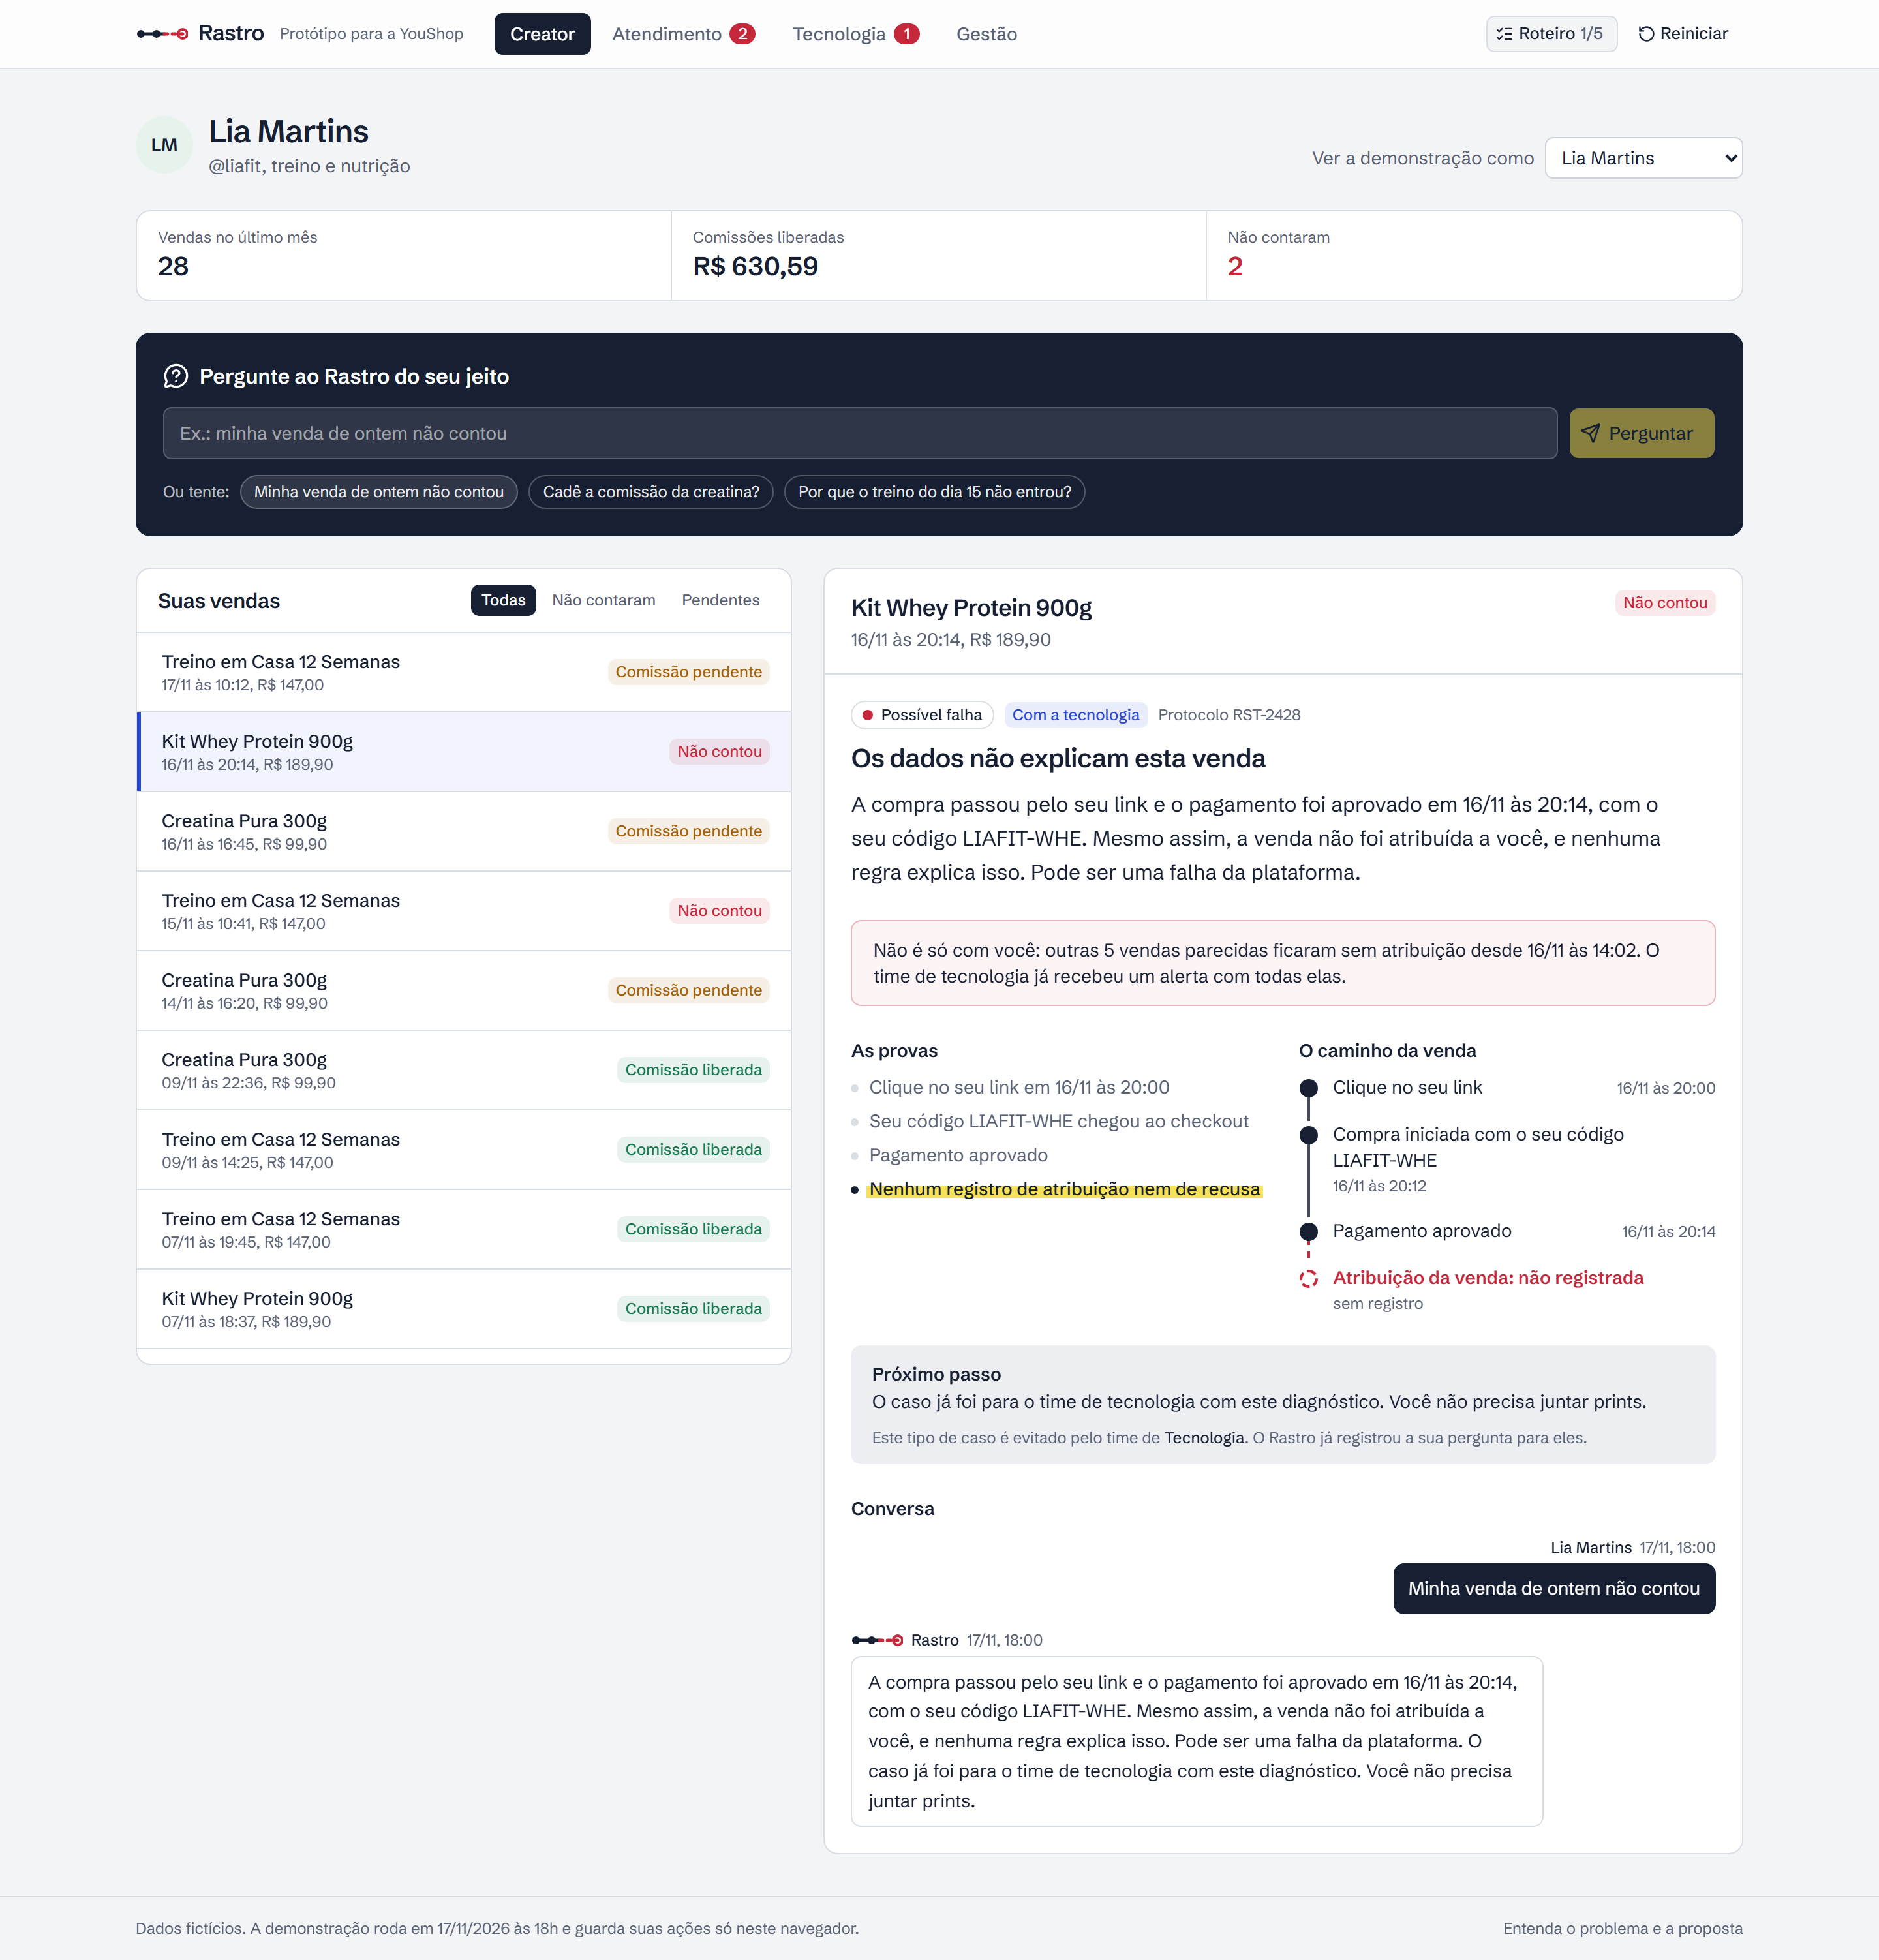 Rastro
Protótipo para a YouShop
Creator
Atendimento 2
Tecnologia 1
Gestão
Roteiro 1/5
Reiniciar
LM
Lia Martins
@liafit, treino e nutrição
Ver a demonstração como
Lia Martins
Vendas no último mês
28
Comissões liberadas
R$ 630,59
Não contaram
2
Pergunte ao Rastro do seu jeito
Ex.: minha venda de ontem não contou
Perguntar
Ou tente:
Minha venda de ontem não contou
Cadê a comissão da creatina?
Por que o treino do dia 15 não entrou?
Suas vendas
Todas
Não contaram
Pendentes
Treino em Casa 12 Semanas
17/11 às 10:12, R$ 147,00
Comissão pendente
Kit Whey Protein 900g
16/11 às 20:14, R$ 189,90
Não contou
Creatina Pura 300g
16/11 às 16:45, R$ 99,90
Comissão pendente
Treino em Casa 12 Semanas
15/11 às 10:41, R$ 147,00
Não contou
Creatina Pura 300g
14/11 às 16:20, R$ 99,90
Comissão pendente
Creatina Pura 300g
09/11 às 22:36, R$ 99,90
Comissão liberada
Treino em Casa 12 Semanas
09/11 às 14:25, R$ 147,00
Comissão liberada
Treino em Casa 12 Semanas
07/11 às 19:45, R$ 147,00
Comissão liberada
Kit Whey Protein 900g
07/11 às 18:37, R$ 189,90
Comissão liberada
Kit Whey Protein 900g
16/11 às 20:14, R$ 189,90
Não contou
Possível falha
Com a tecnologia
Protocolo RST-2428
Os dados não explicam esta venda
A compra passou pelo seu link e o pagamento foi aprovado em 16/11 às 20:14, com o
seu código LIAFIT-WHE. Mesmo assim, a venda não foi atribuída a você, e nenhuma
regra explica isso. Pode ser uma falha da plataforma.
Não é só com você: outras 5 vendas parecidas ficaram sem atribuição desde 16/11 às 14:02. O
time de tecnologia já recebeu um alerta com todas elas.
As provas
Clique no seu link em 16/11 às 20:00
Seu código LIAFIT-WHE chegou ao checkout
Pagamento aprovado
Nenhum registro de atribuição nem de recusa
O caminho da venda
Clique no seu link
16/11 às 20:00
Compra iniciada com o seu código
LIAFIT-WHE
16/11 às 20:12
Pagamento aprovado
16/11 às 20:14
Atribuição da venda: não registrada
sem registro
Próximo passo
O caso já foi para o time de tecnologia com este diagnóstico. Você não precisa juntar prints.
Este tipo de caso é evitado pelo time de Tecnologia. O Rastro já registrou a sua pergunta para eles.
Conversa
Lia Martins 17/11, 18:00
Minha venda de ontem não contou
Rastro 17/11, 18:00
A compra passou pelo seu link e o pagamento foi aprovado em 16/11 às 20:14,
com o seu código LIAFIT-WHE. Mesmo assim, a venda não foi atribuída a
você, e nenhuma regra explica isso. Pode ser uma falha da plataforma. O
caso já foi para o time de tecnologia com este diagnóstico. Você não precisa
juntar prints.
Dados fictícios. A demonstração roda em 17/11/2026 às 18h e guarda suas ações só neste navegador.
Entenda o problema e a proposta